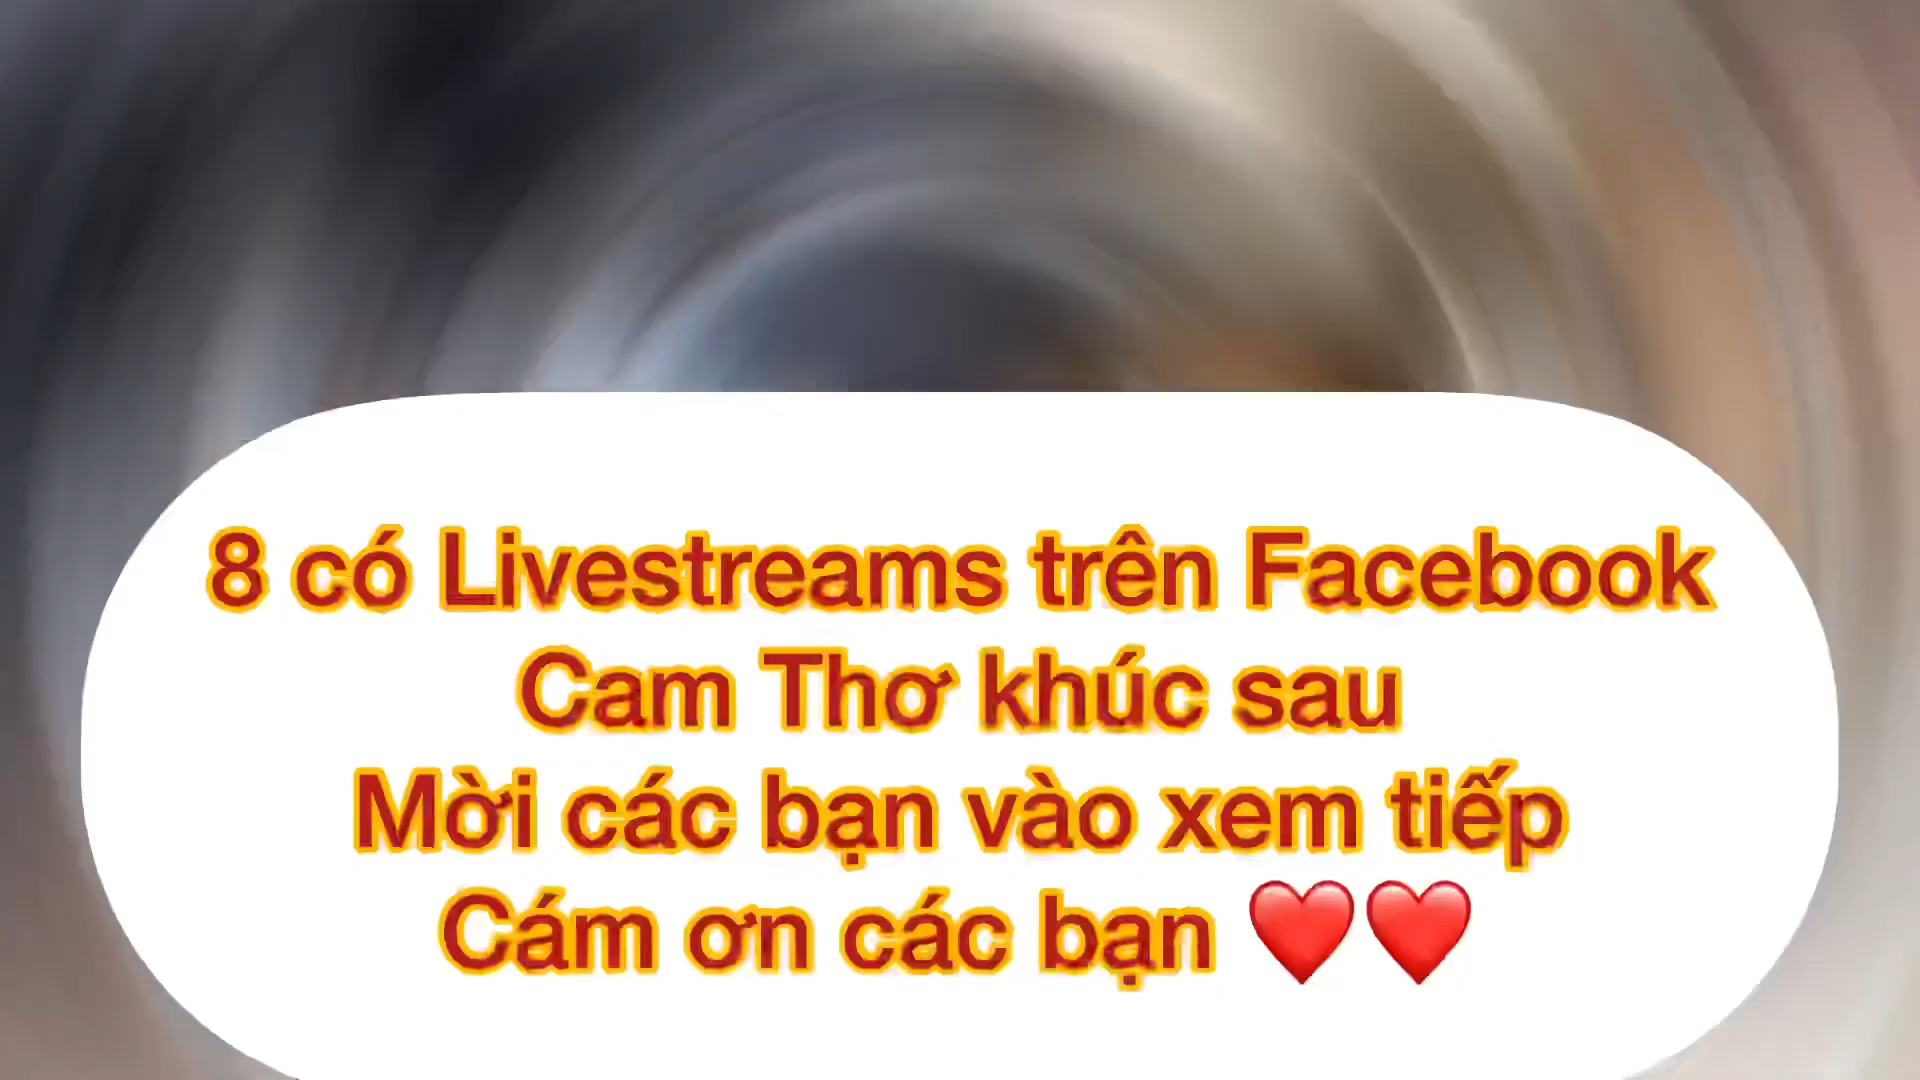 8 có Livestreams trên Facebook
Cam Thơ khúc sau
Mời các bạn vào xem tiếp
Cám ơn các bạn ❤️❤️